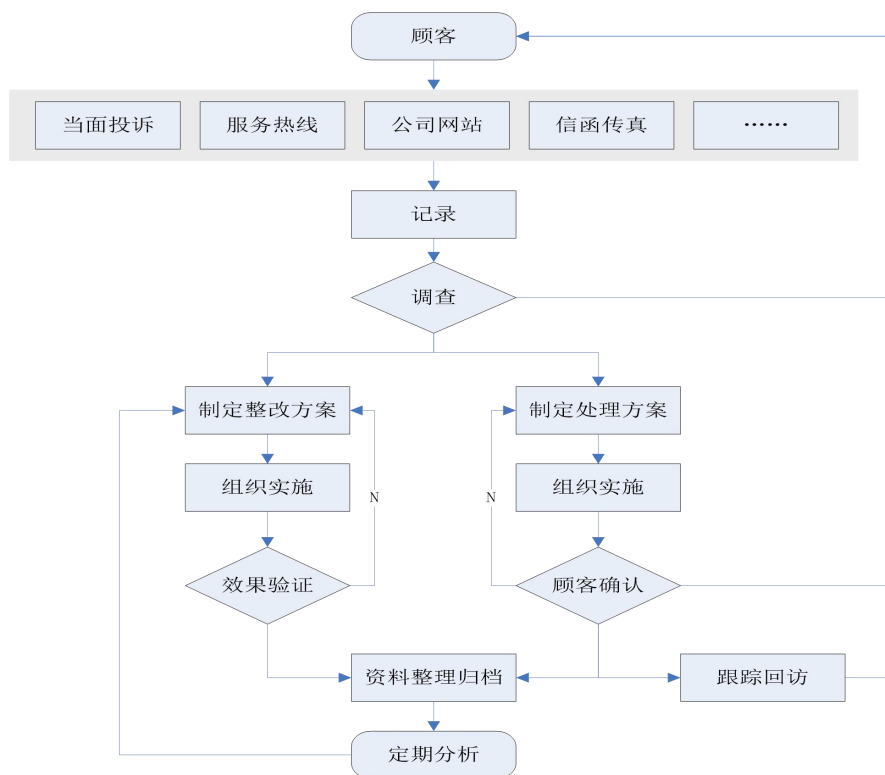 顾客
当面投诉
服务热线
公司网站
信函传真
……
记录
调查
制定整改方案
制定处理方案
组织实施
组织实施
N
N
效果验证
顾客确认
资料整理归档
跟踪回访
定期分析